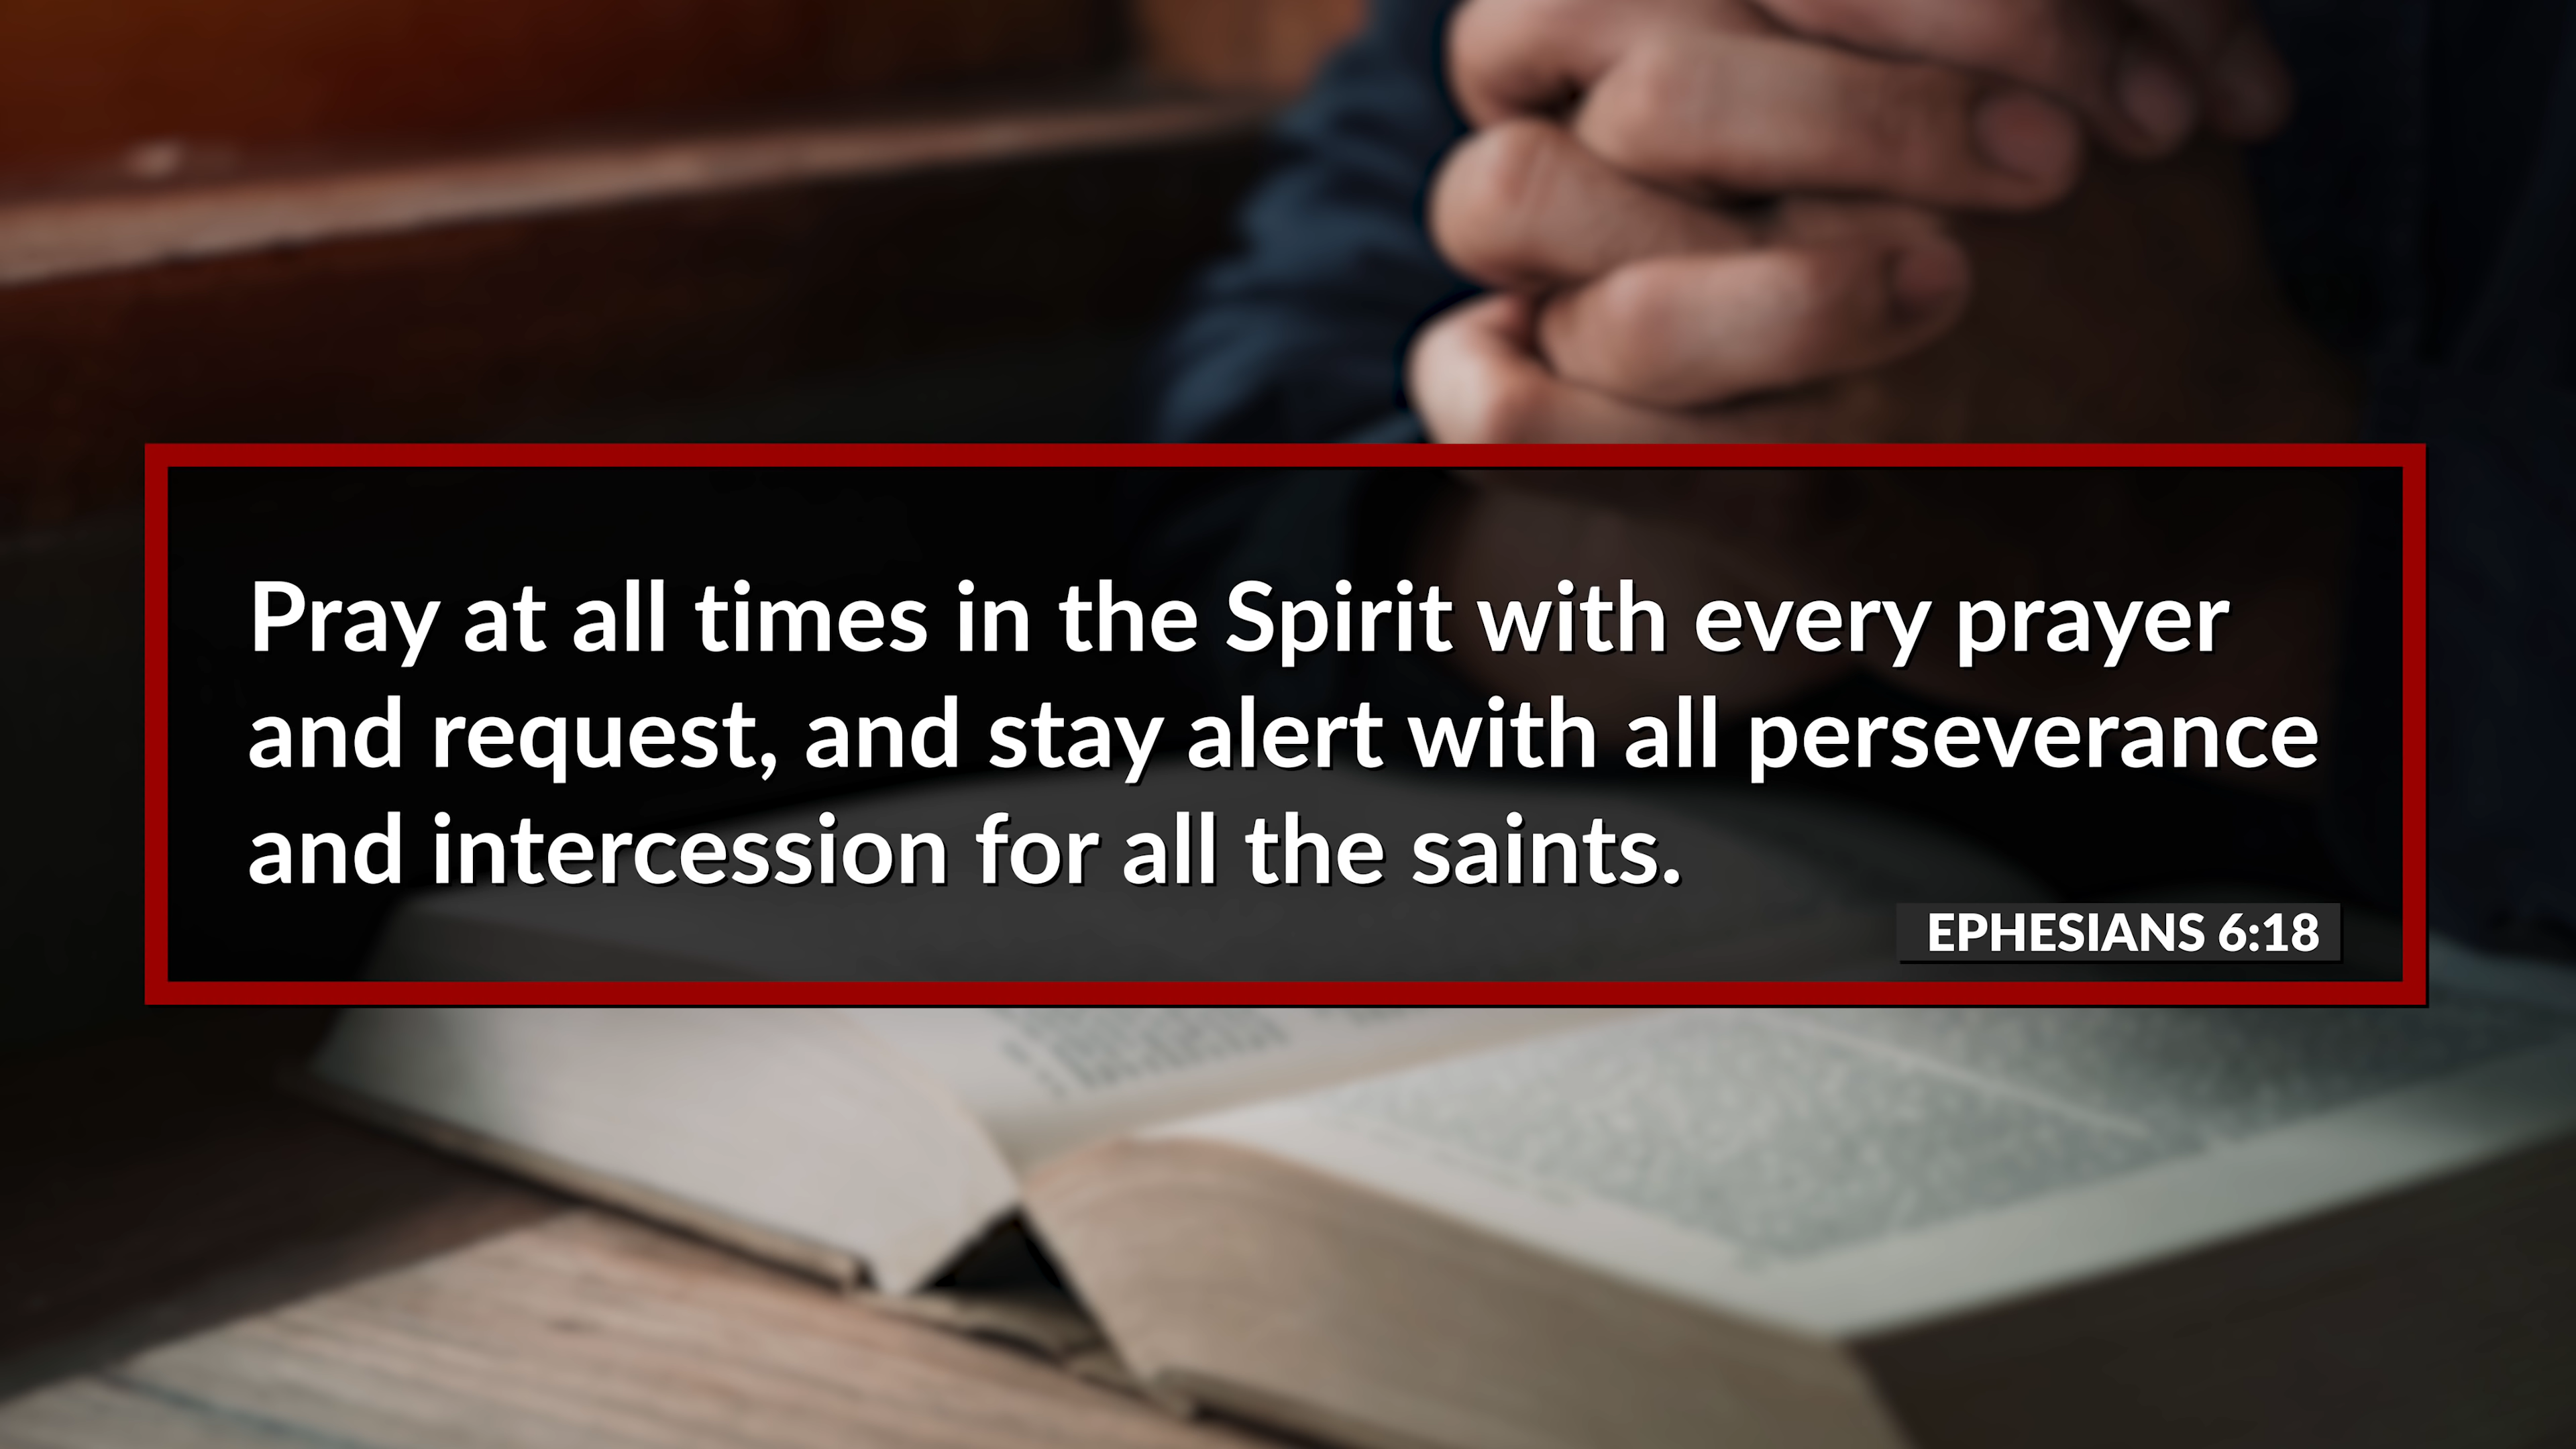 Pray at all times in the Spirit with every prayer
and request, and stay alert with all perseverance
and intercession for all the saints.
EPHESIANS 6:18